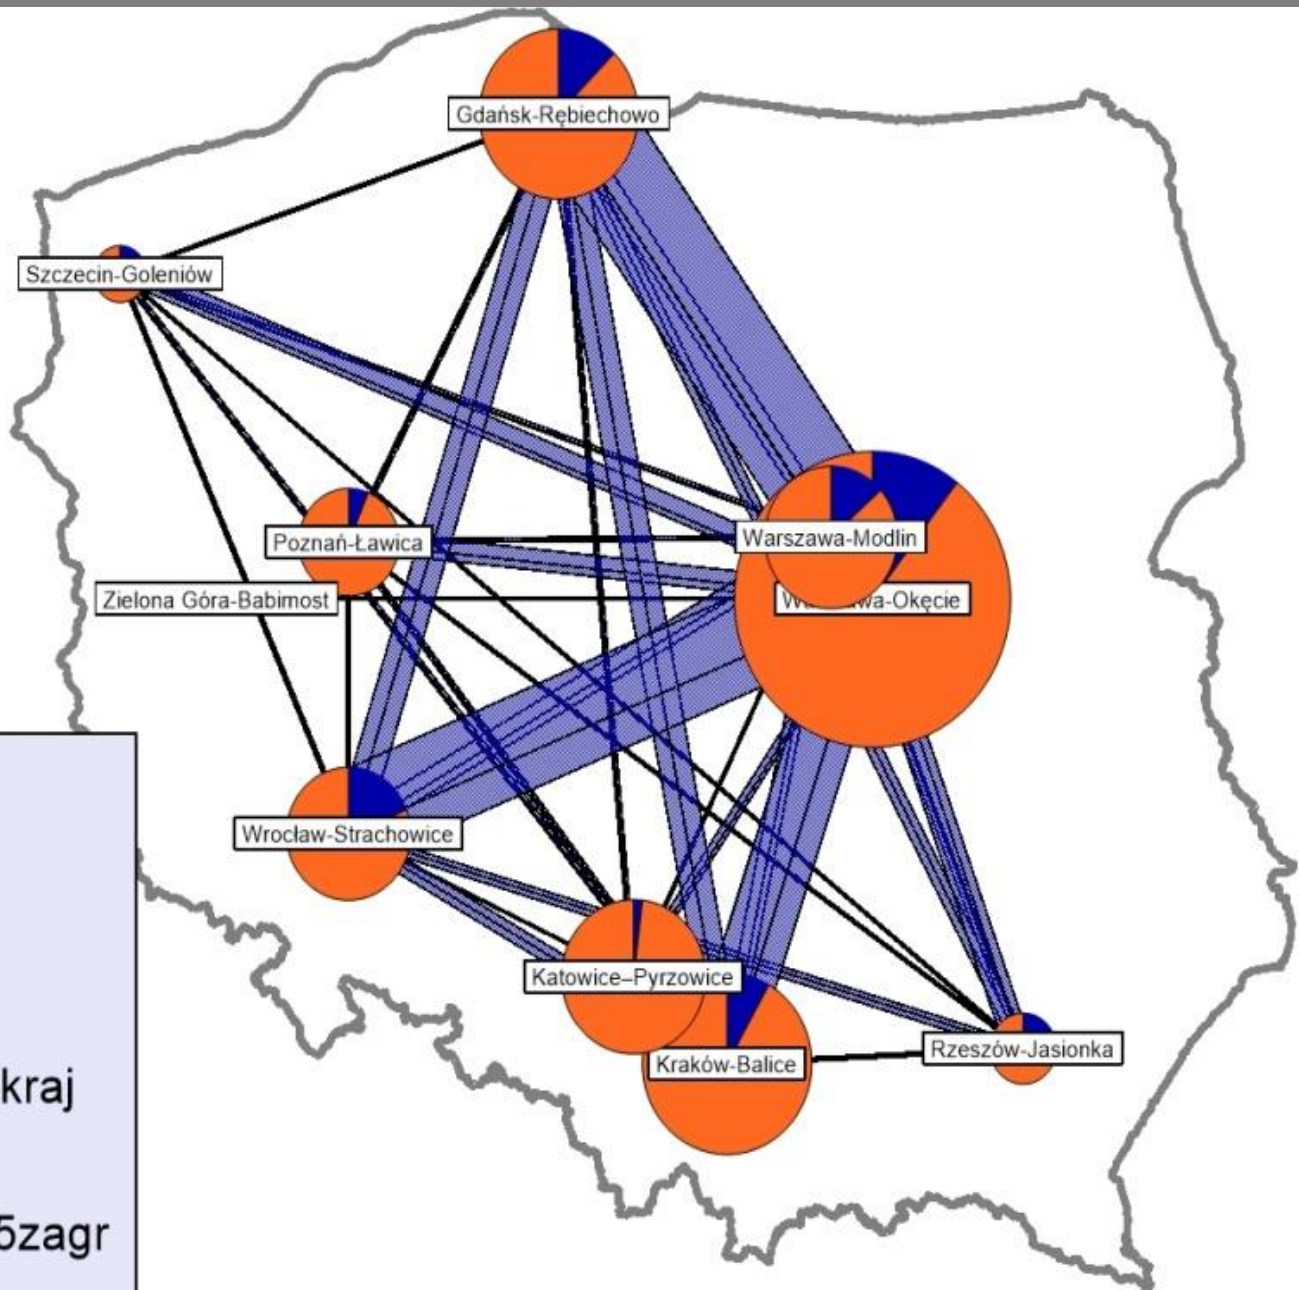 Gdańsk-Rębiechowo
Szczecin-Goleniów
Warszawa-Modlin
Poznań-Ławica
Zielona Góra-Babimost
Wrocław-Strachowice
Katowice–Pyrzowice
Rzeszów-Jasionka
Kraków-Balice
kraj
5zagr